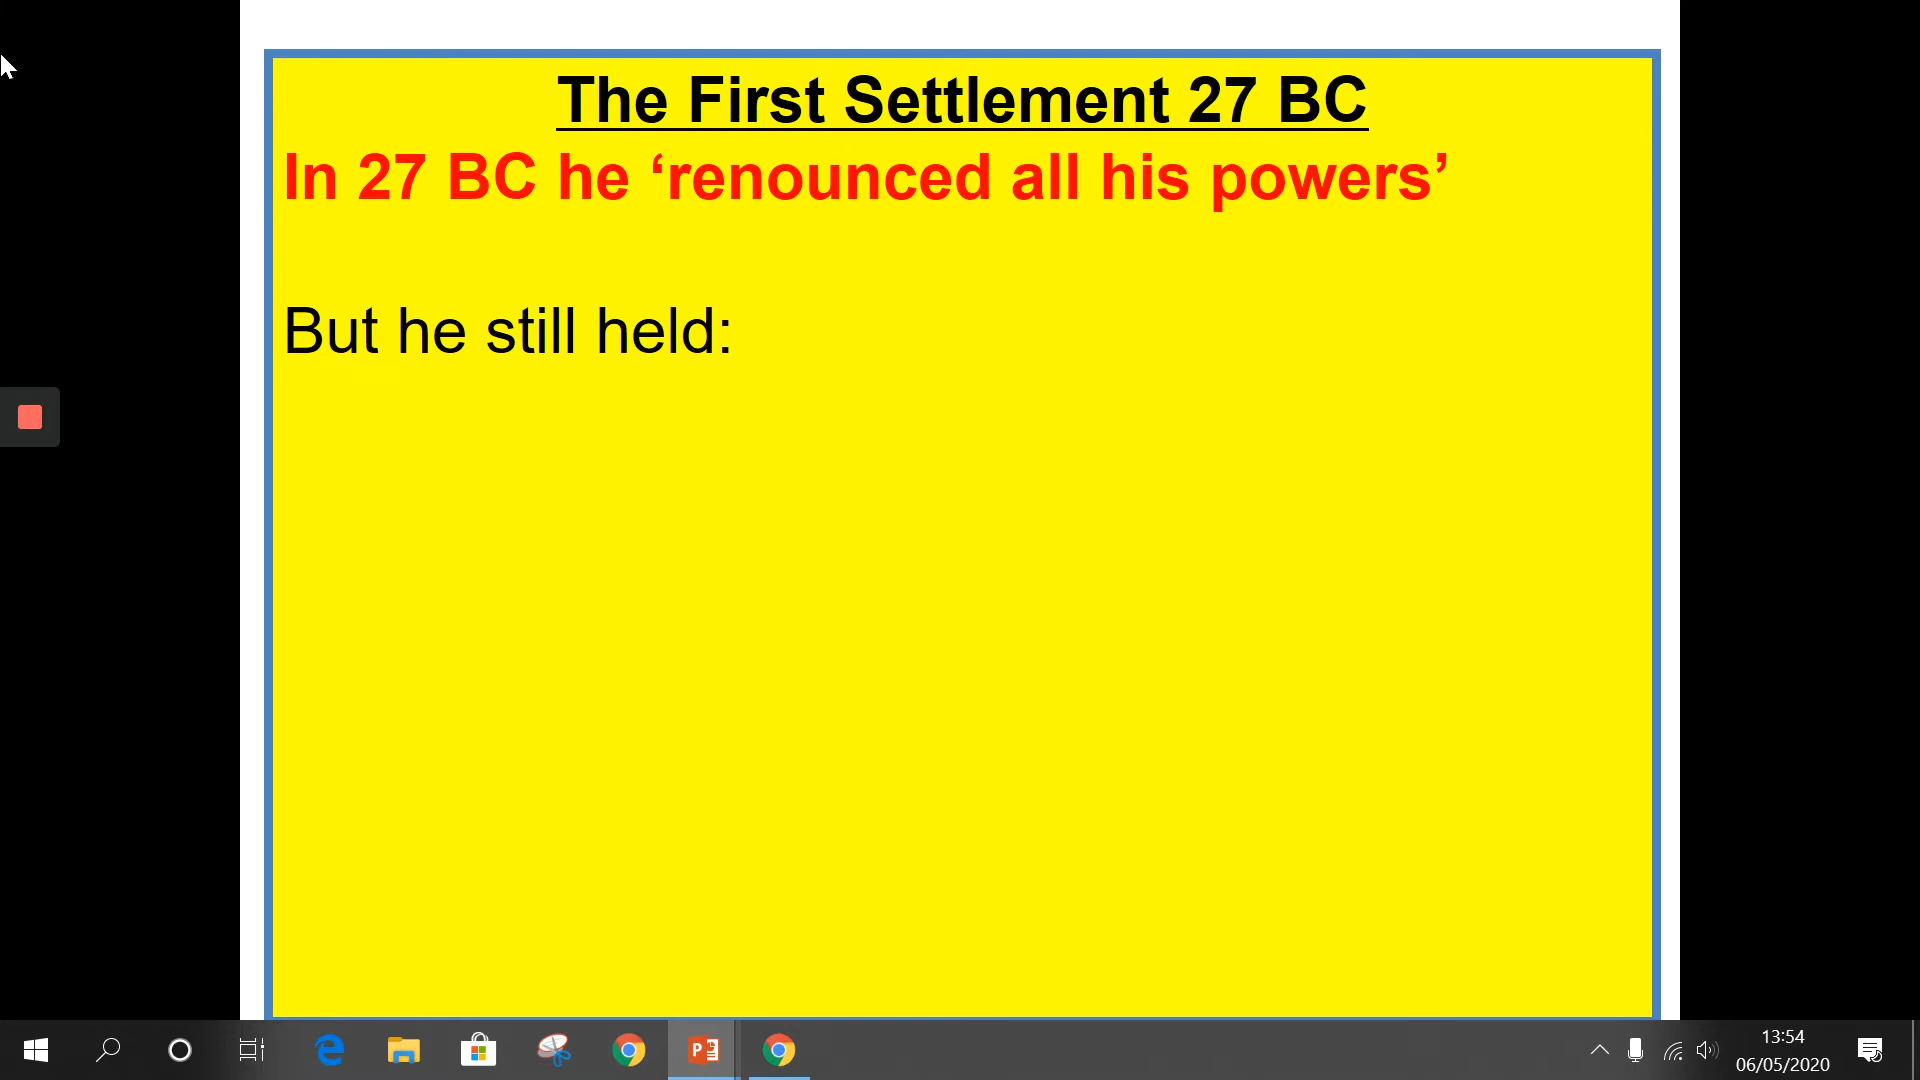 The First Settlement 27 BC
In 27 BC he ‘renounced all his powers’
But he still held:
13:54
06/05/2020